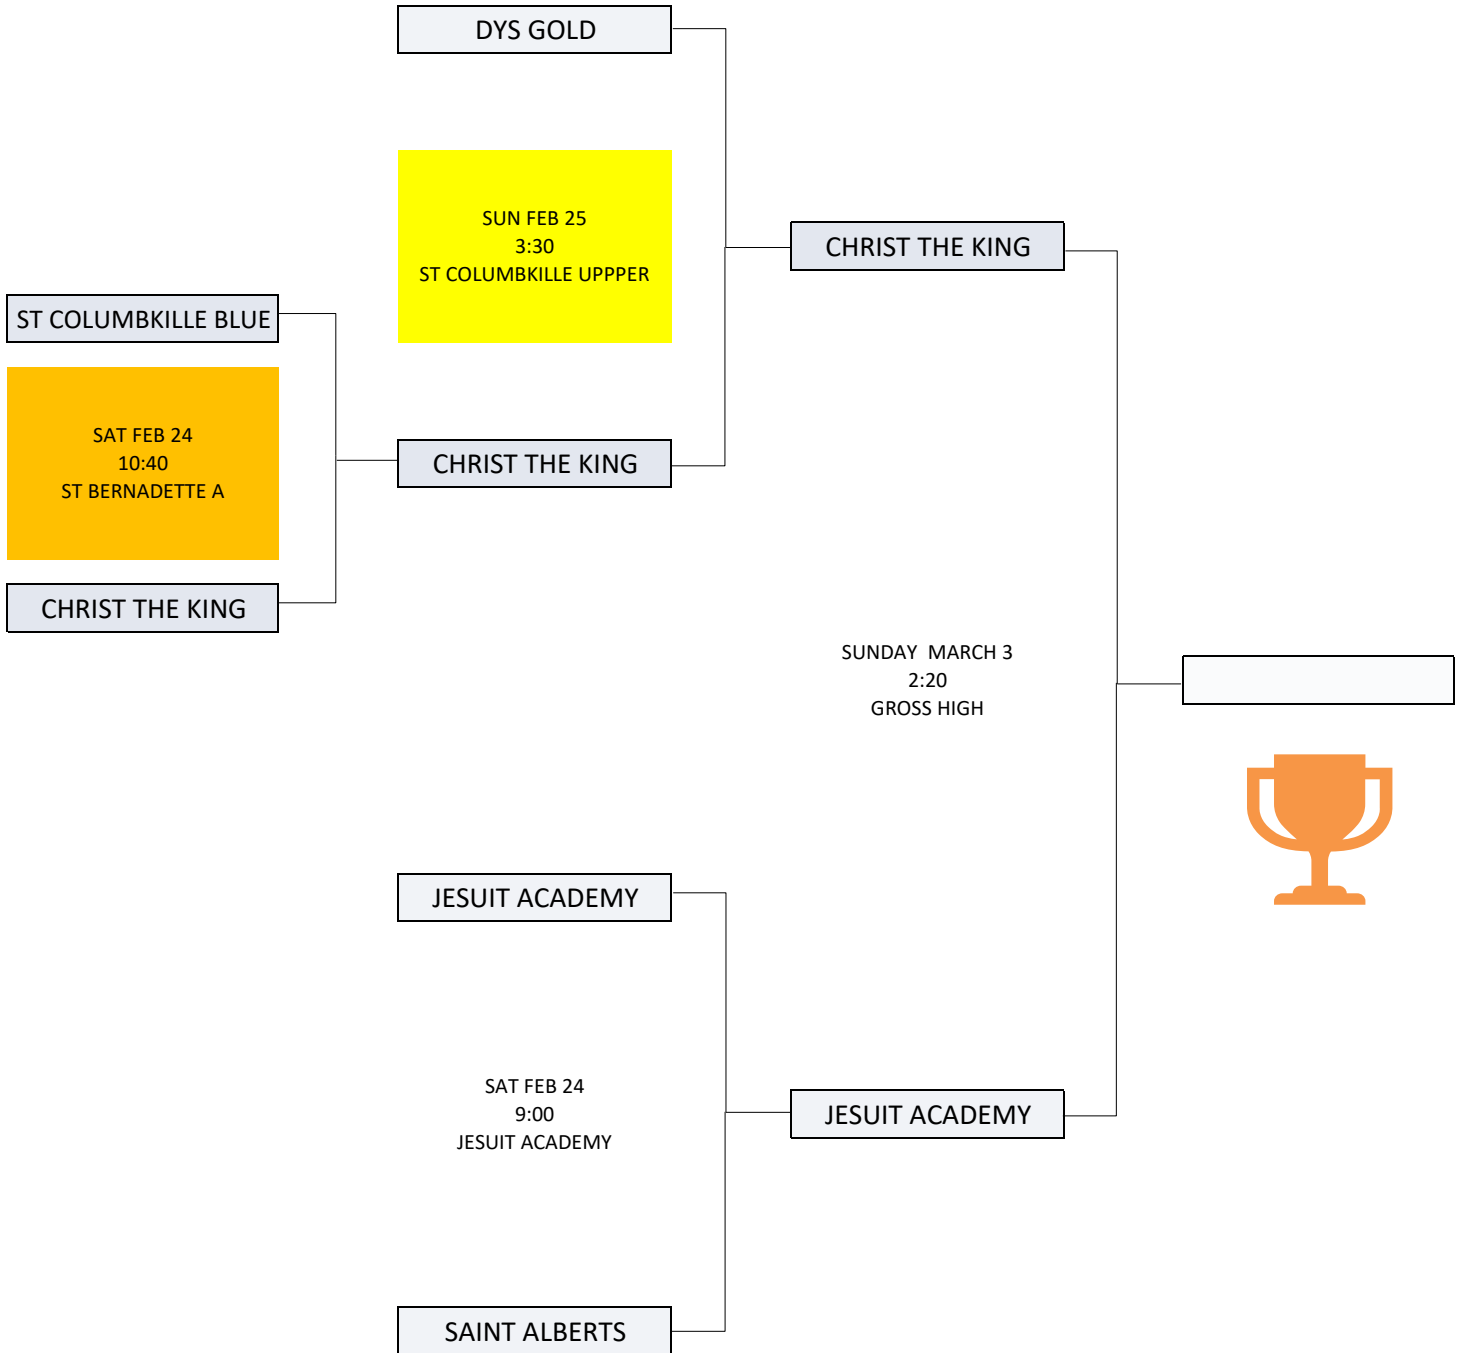 DYS GOLD
SUN FEB 25
3:30
ST COLUMBKILLE UPPPER
CHRIST THE KING
ST COLUMBKILLE BLUE
SAT FEB 24
10:40
ST BERNADETTE A
CHRIST THE KING
CHRIST THE KING
SUNDAY  MARCH 3
2:20
GROSS HIGH
JESUIT ACADEMY
SAT FEB 24
9:00
JESUIT ACADEMY
JESUIT ACADEMY
SAINT ALBERTS